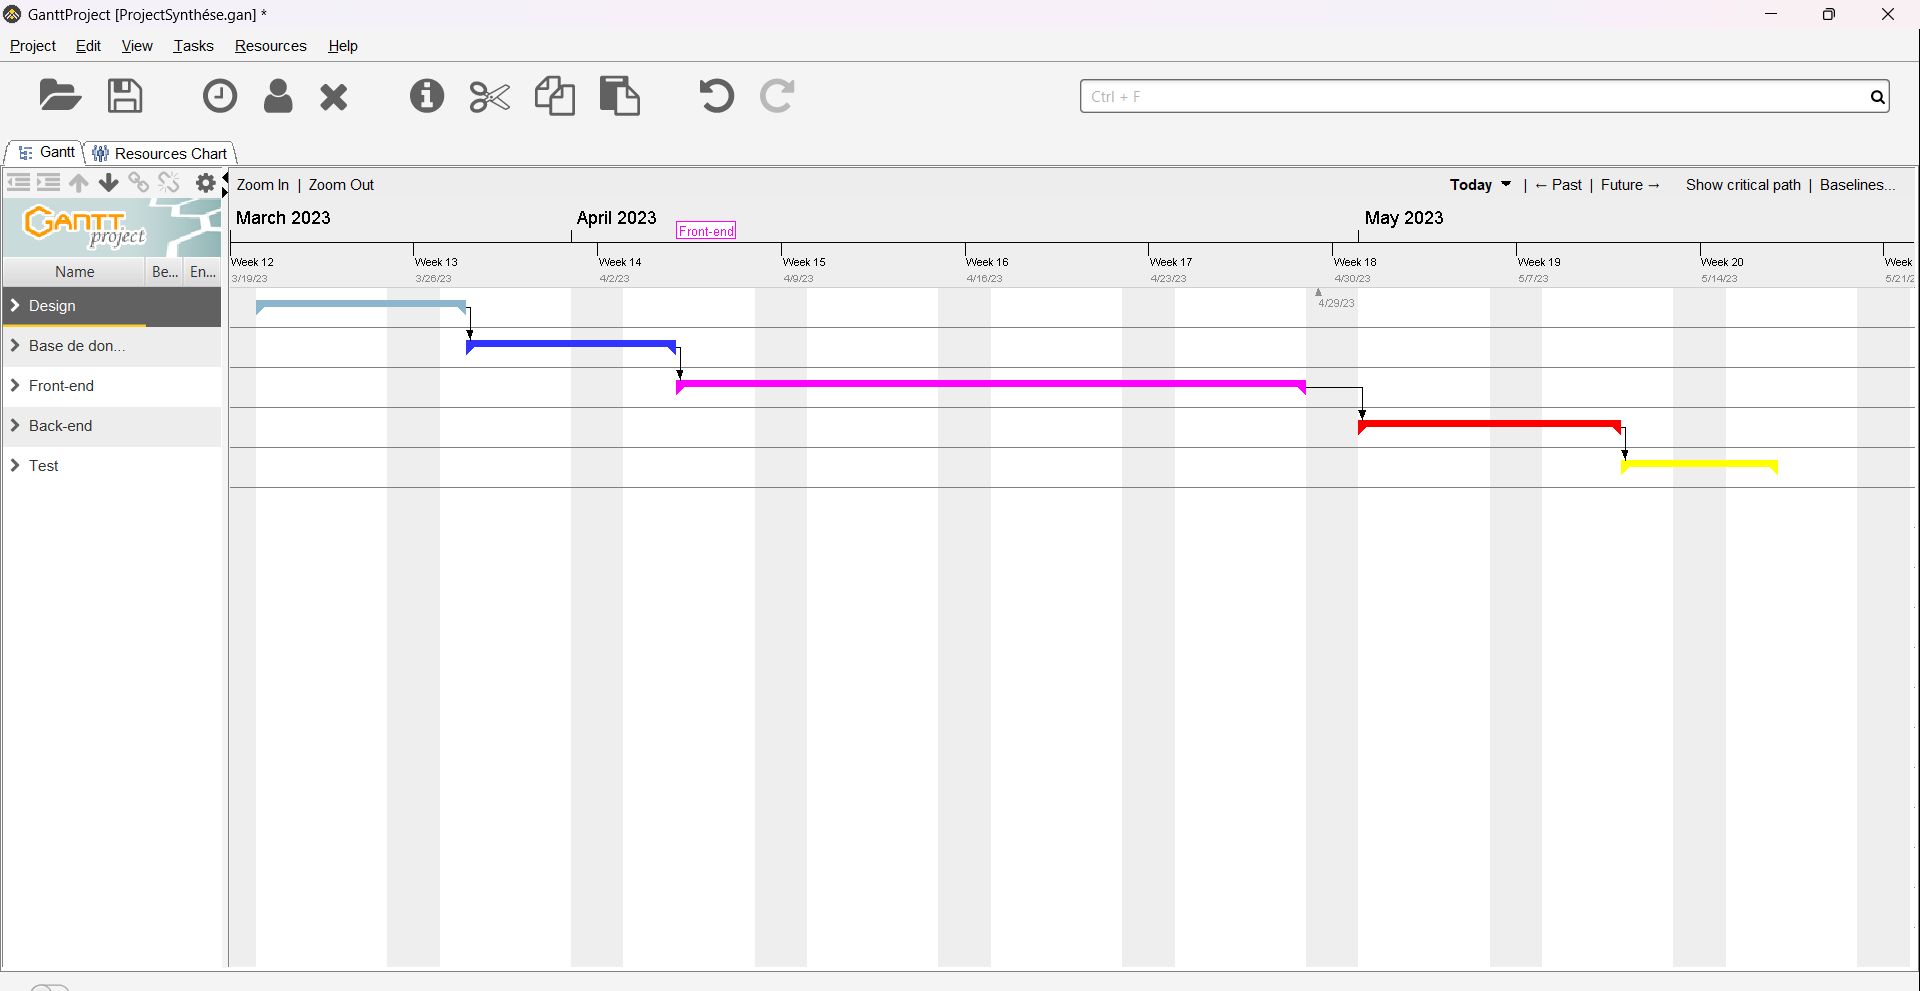 GanttProject [ProjectSynthése.gan] *
Project Edit View Tasks Resources Help
Ctrl + F
Gantt Resources Chart
Zoom In | Zoom Out Today | ← Past | Future → Show critical path | Baselines...
GANTT project
March 2023 April 2023 May 2023
Front-end
Name Be... En...
Week 12 Week 13 Week 14 Week 15 Week 16 Week 17 Week 18 Week 19 Week 20 Week
3/19/23 3/26/23 4/2/23 4/9/23 4/16/23 4/23/23 4/30/23 5/7/23 5/14/23 5/21/2
4/29/23
Design
Base de don...
Front-end
Back-end
Test